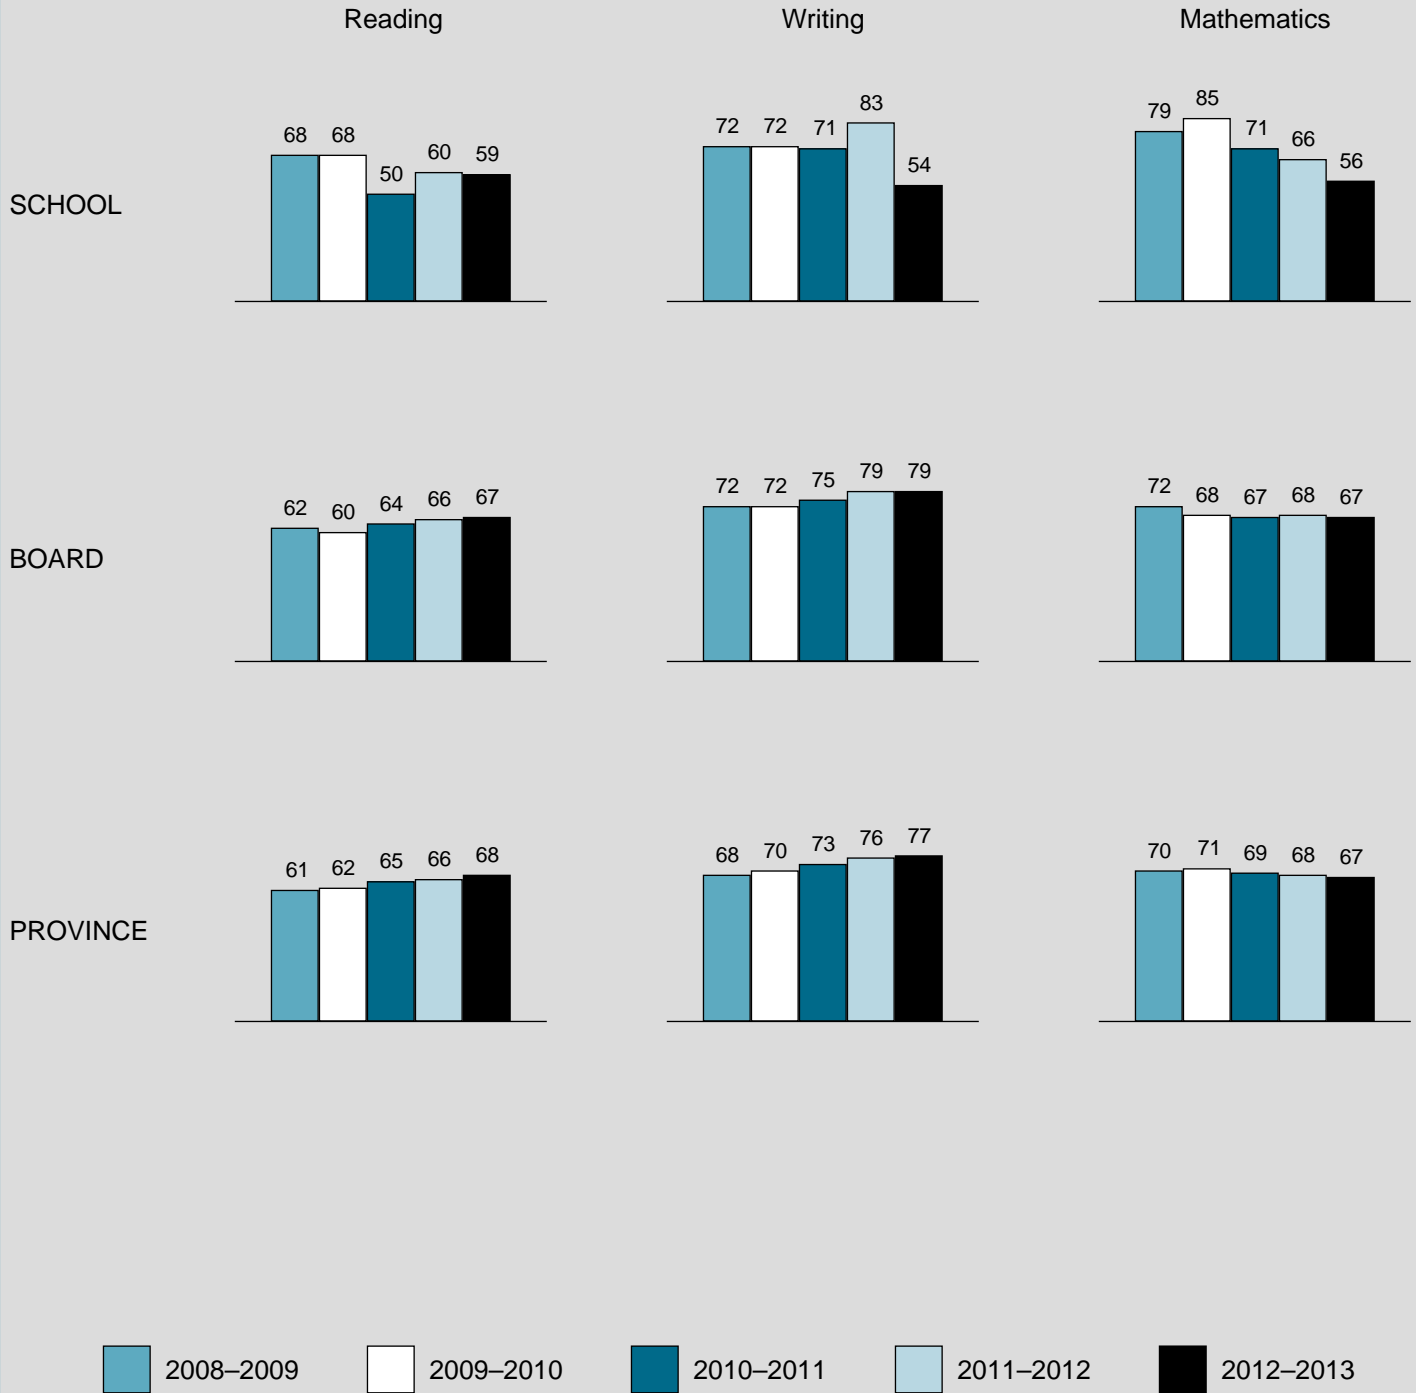 Reading Writing Mathematics
SCHOOL
68 68 50 60 59
72 72 71 83 54
79 85 71 66 56
BOARD
62 60 64 66 67
72 72 75 79 79
72 68 67 68 67
PROVINCE
61 62 65 66 68
68 70 73 76 77
70 71 69 68 67
2008–2009 2009–2010 2010–2011 2011–2012 2012–2013